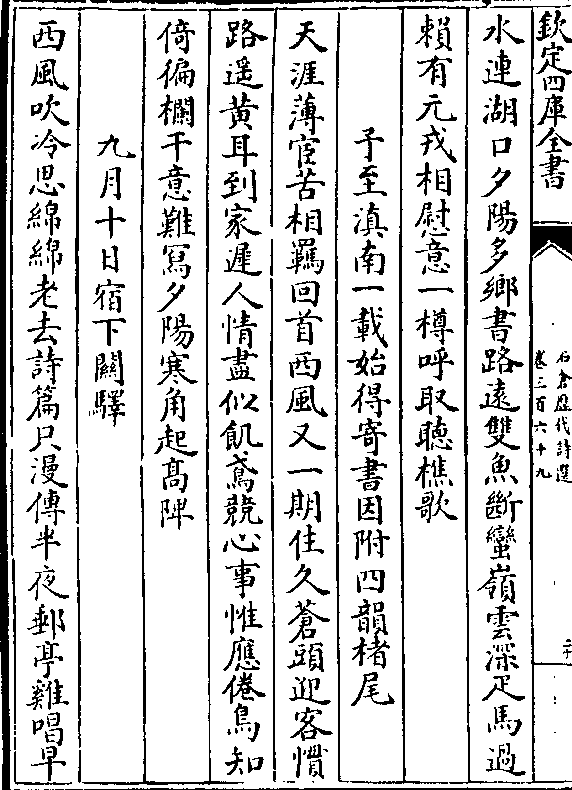 欽定四庫全書
石倉歷代詩選
卷三百六十九
水連湖口夕陽多鄉書路遠雙魚斷蠻嶺雲深疋馬過
賴有元戎相慰意一樽呼取聽樵歌
予至滇南一載始得寄書因附四韻楮尾
天涯薄宦苦相羈回首西風又一期住久蒼頭迎客慣
路遥黄耳到家遲人情盡似飢鳶競心事惟應倦鳥知
倚徧欄干意難冩夕陽寒角起髙陴
九月十日宿下關驛
西風吹冷思綿綿老去詩篇只漫傳半夜郵亭雞唱早